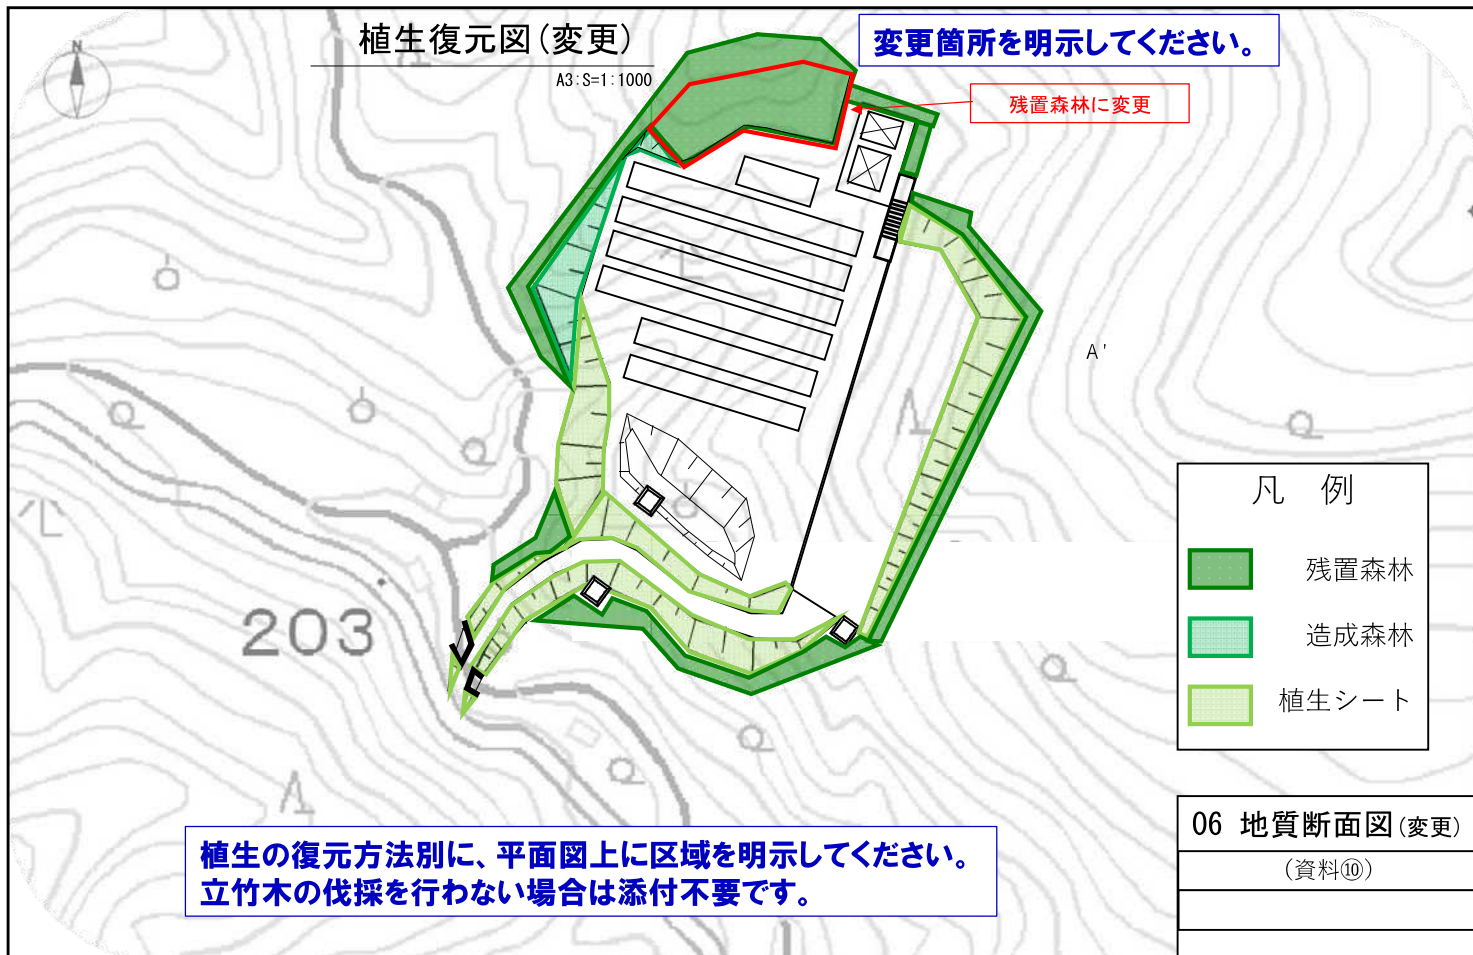 植生復元図(変更)
A3:S=1:1000
変更箇所を明示してください。
残置森林に変更
N
A'
203
凡 例
残置森林
造成森林
植生シート
植生の復元方法別に、平面図上に区域を明示してください。
立竹木の伐採を行わない場合は添付不要です。
06 地質断面図(変更)
(資料⑩)